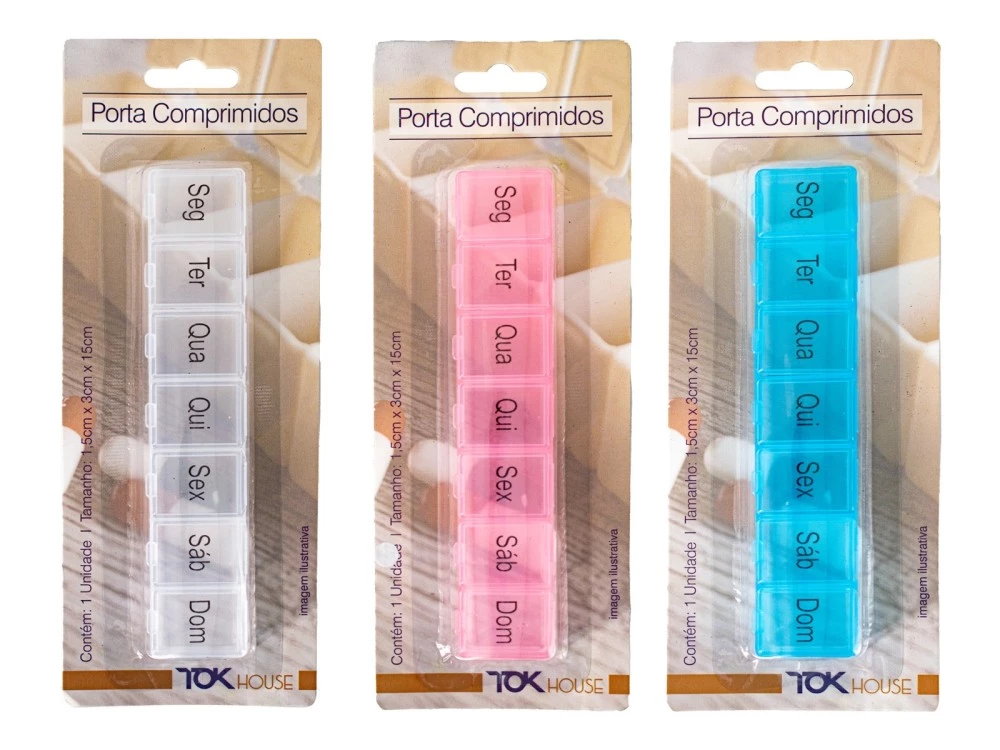 Porta Comprimidos
Seg
Ter
Qua
Qui
Sex
Sáb
Dom
Contém: 1 Unidade | Tamanho: 1,5cm x 3cm x 15cm
imagem ilustrativa
TOK HOUSE
Porta Comprimidos
Seg
Ter
Qua
Qui
Sex
Sáb
Dom
Contém: 1 Unidade | Tamanho: 1,5cm x 3cm x 15cm
imagem ilustrativa
TOK HOUSE
Porta Comprimidos
Seg
Ter
Qua
Qui
Sex
Sáb
Dom
Contém: 1 Unidade | Tamanho: 1,5cm x 3cm x 15cm
imagem ilustrativa
TOK HOUSE